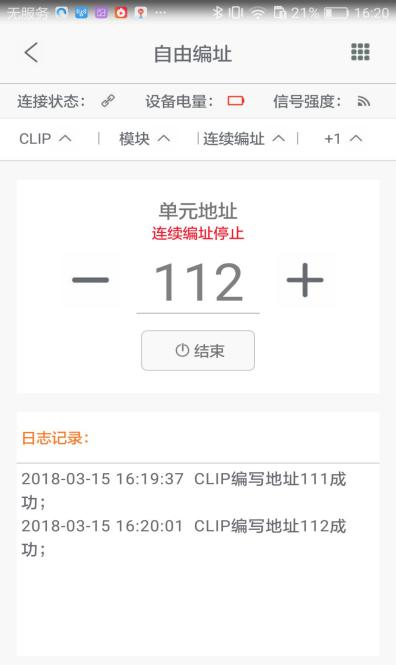 无服务 ··· 21% 16:20
自由编址
连接状态： 设备电量： 信号强度：
CLIP | 模块 | 连续编址 | +1
单元地址
连续编址停止
112
结束
日志记录：
2018-03-15 16:19:37 CLIP编写地址111成
功；
2018-03-15 16:20:01 CLIP编写地址112成
功；